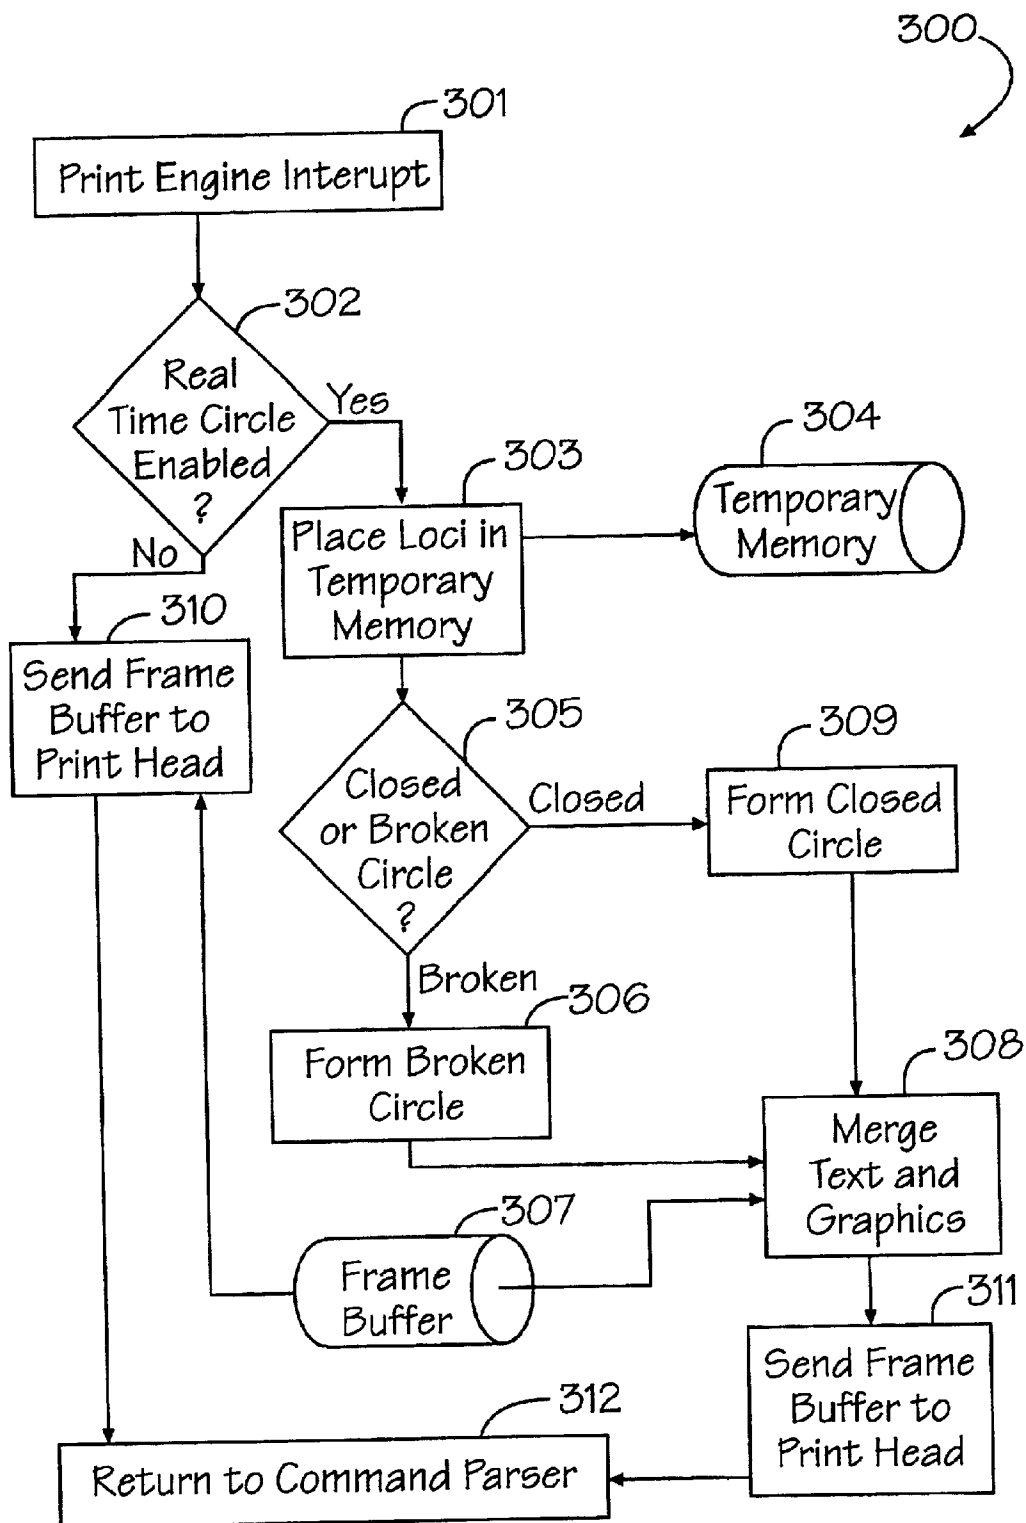 300
301
Print Engine Interupt
302
Real
Time Circle
Enabled
?
Yes
No
303
Place Loci in
Temporary
Memory
304
Temporary
Memory
310
Send Frame
Buffer to
Print Head
305
Closed
or Broken
Circle
?
Closed
309
Form Closed
Circle
Broken
306
Form Broken
Circle
308
Merge
Text and
Graphics
307
Frame
Buffer
311
Send Frame
Buffer to
Print Head
312
Return to Command Parser